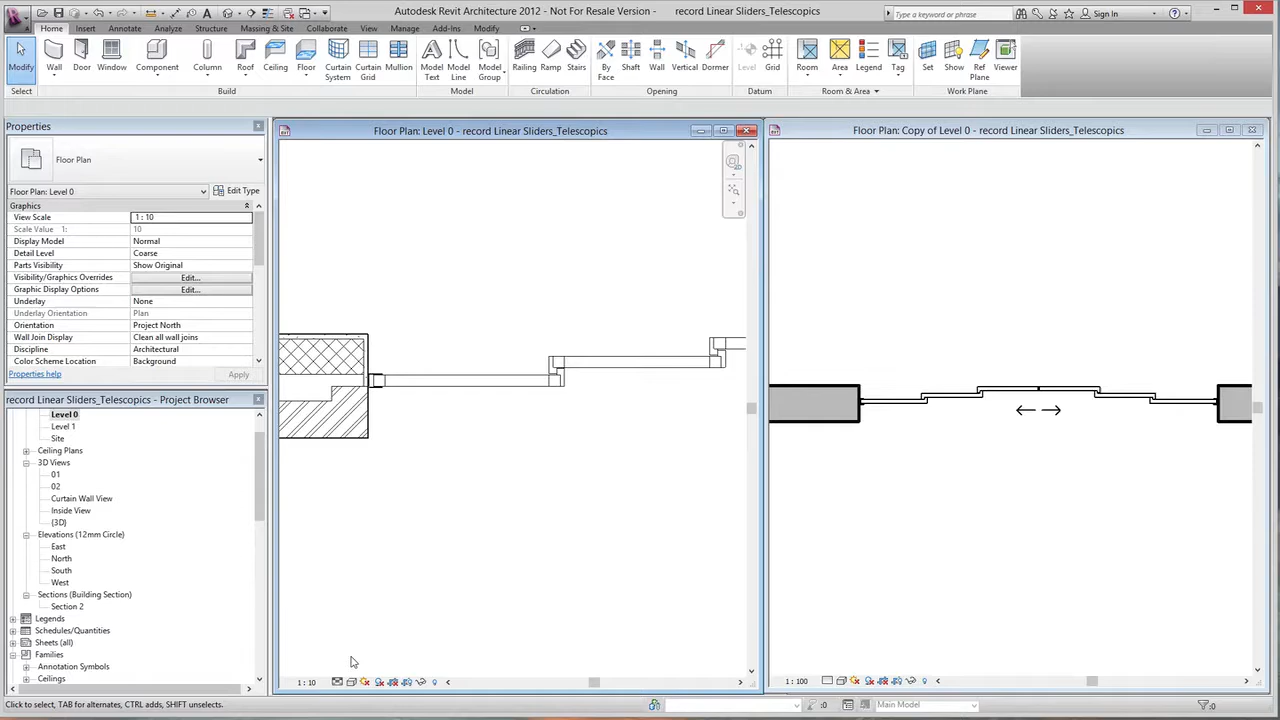 Autodesk Revit Architecture 2012 - Not For Resale Version - record Linear Sliders_Telescopics
Type a keyword or phrase
Sign In
Home Insert Annotate Analyze Structure Massing & Site Collaborate View Manage Add-Ins Modify
Modify Wall Door Window Component Column Roof Ceiling Floor Curtain System Curtain Grid Mullion Model Text Model Line Model Group Railing Ramp Stairs By Face Shaft Wall Vertical Dormer Level Grid Room Area Legend Tag Set Show Ref Plane Viewer
Select Build Model Circulation Opening Datum Room & Area Work Plane
Properties
Floor Plan
Floor Plan: Level 0 Edit Type
Graphics
View Scale 1 : 10
Scale Value 1: 10
Display Model Normal
Detail Level Coarse
Parts Visibility Show Original
Visibility/Graphics Overrides Edit...
Graphic Display Options Edit...
Underlay None
Underlay Orientation Plan
Orientation Project North
Wall Join Display Clean all wall joins
Discipline Architectural
Color Scheme Location Background
Properties help Apply
record Linear Sliders_Telescopics - Project Browser
Level 0
Level 1
Site
Ceiling Plans
3D Views
01
02
Curtain Wall View
Inside View
{3D}
Elevations (12mm Circle)
East
North
South
West
Sections (Building Section)
Section 2
Legends
Schedules/Quantities
Sheets (all)
Families
Annotation Symbols
Ceilings
Floor Plan: Level 0 - record Linear Sliders_Telescopics
1 : 10
Floor Plan: Copy of Level 0 - record Linear Sliders_Telescopics
1 : 100
Click to select, TAB for alternates, CTRL adds, SHIFT unselects.
:0
Main Model
:0